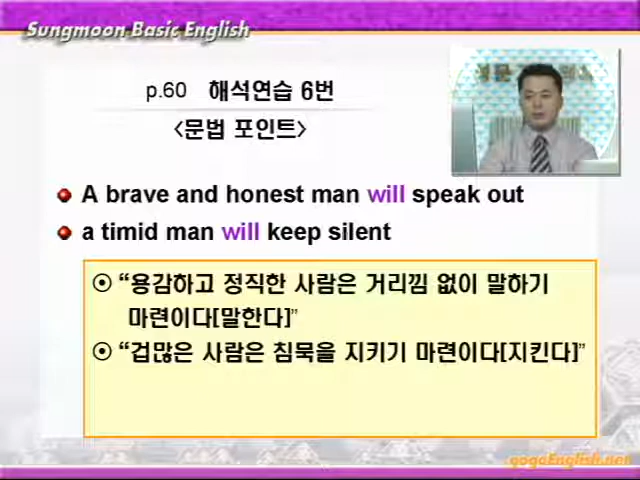 Sungmoon Basic English
p.60 해석연습 6번
<문법 포인트>
A brave and honest man will speak out
a timid man will keep silent
“용감하고 정직한 사람은 거리낌 없이 말하기
마련이다[말한다]”
“겁많은 사람은 침묵을 지키기 마련이다[지킨다]”
.gogoEnglish.net